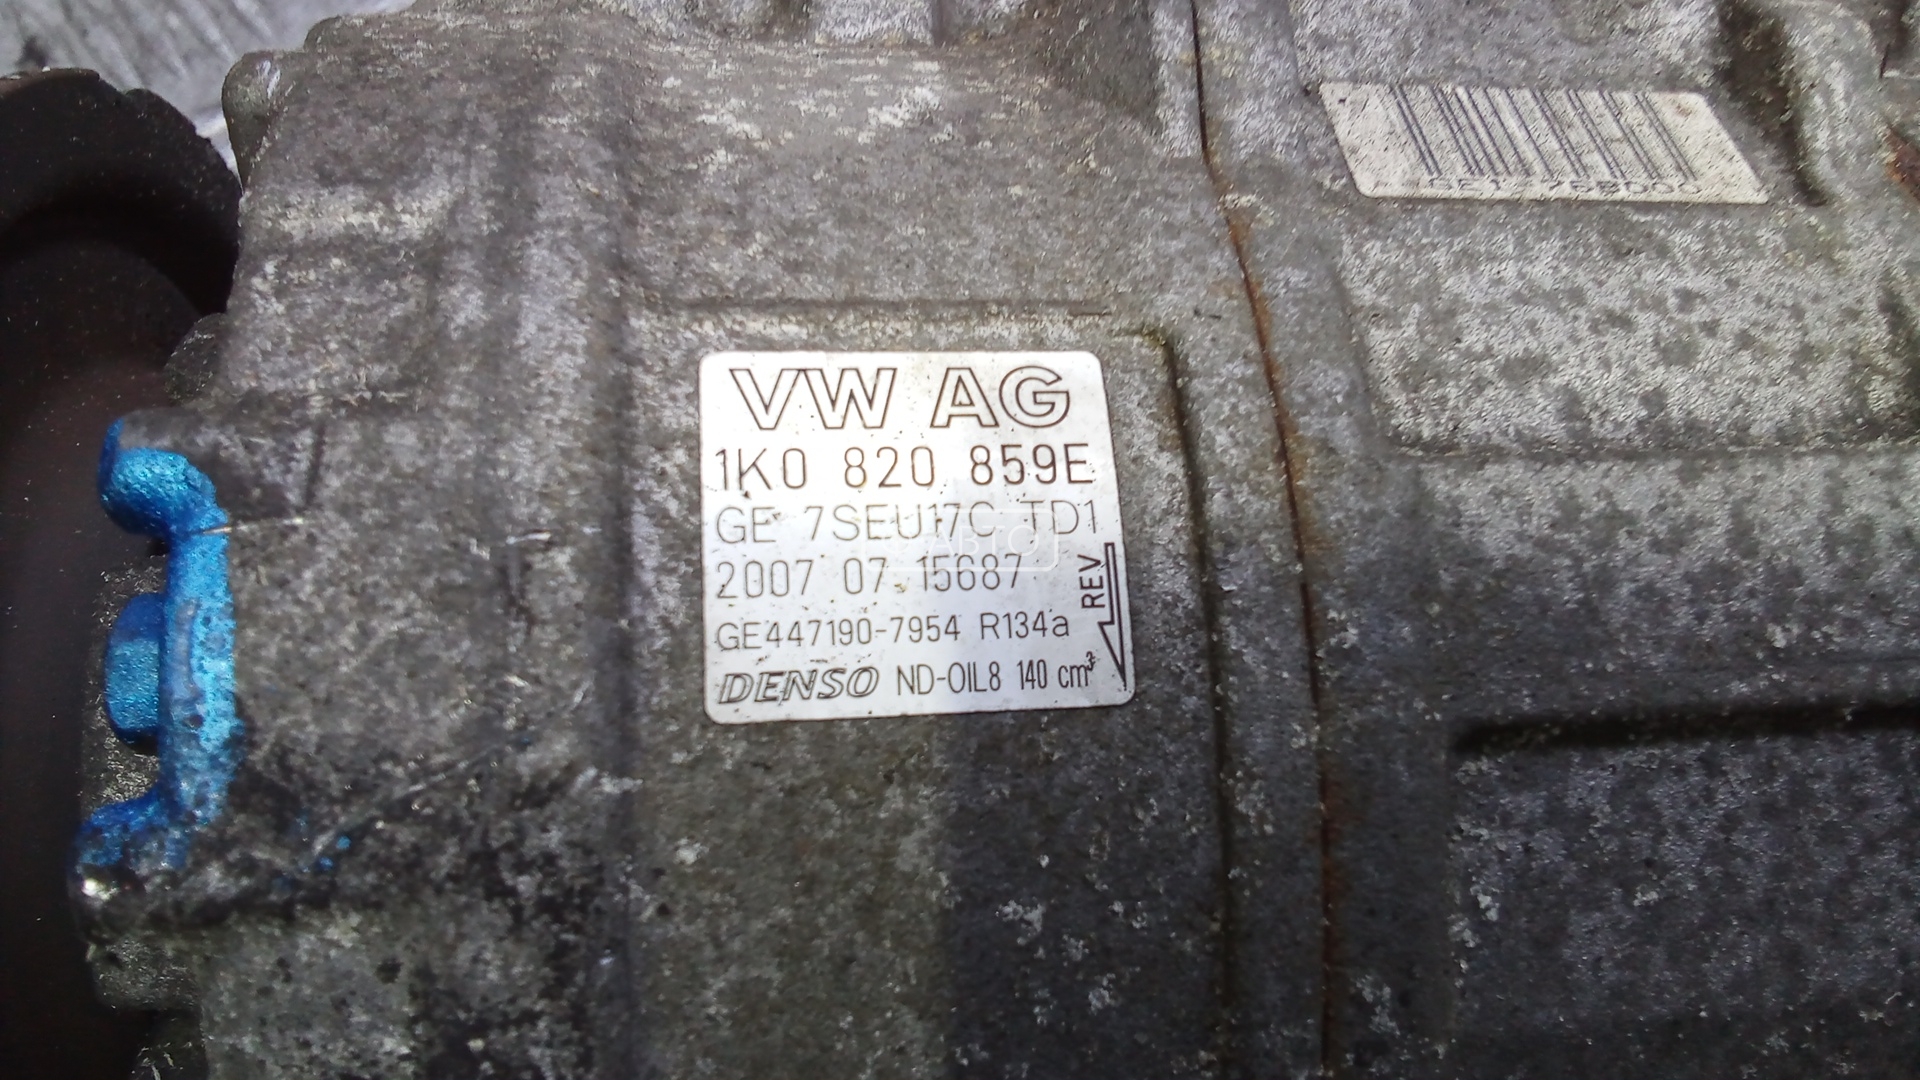 VW AG
1K0 820 859E
GE 7SEU17C TD1
2007 07 15687
REV
GE447190-7954 R134a
DENSO ND-OIL8 140 cm³
АВТО